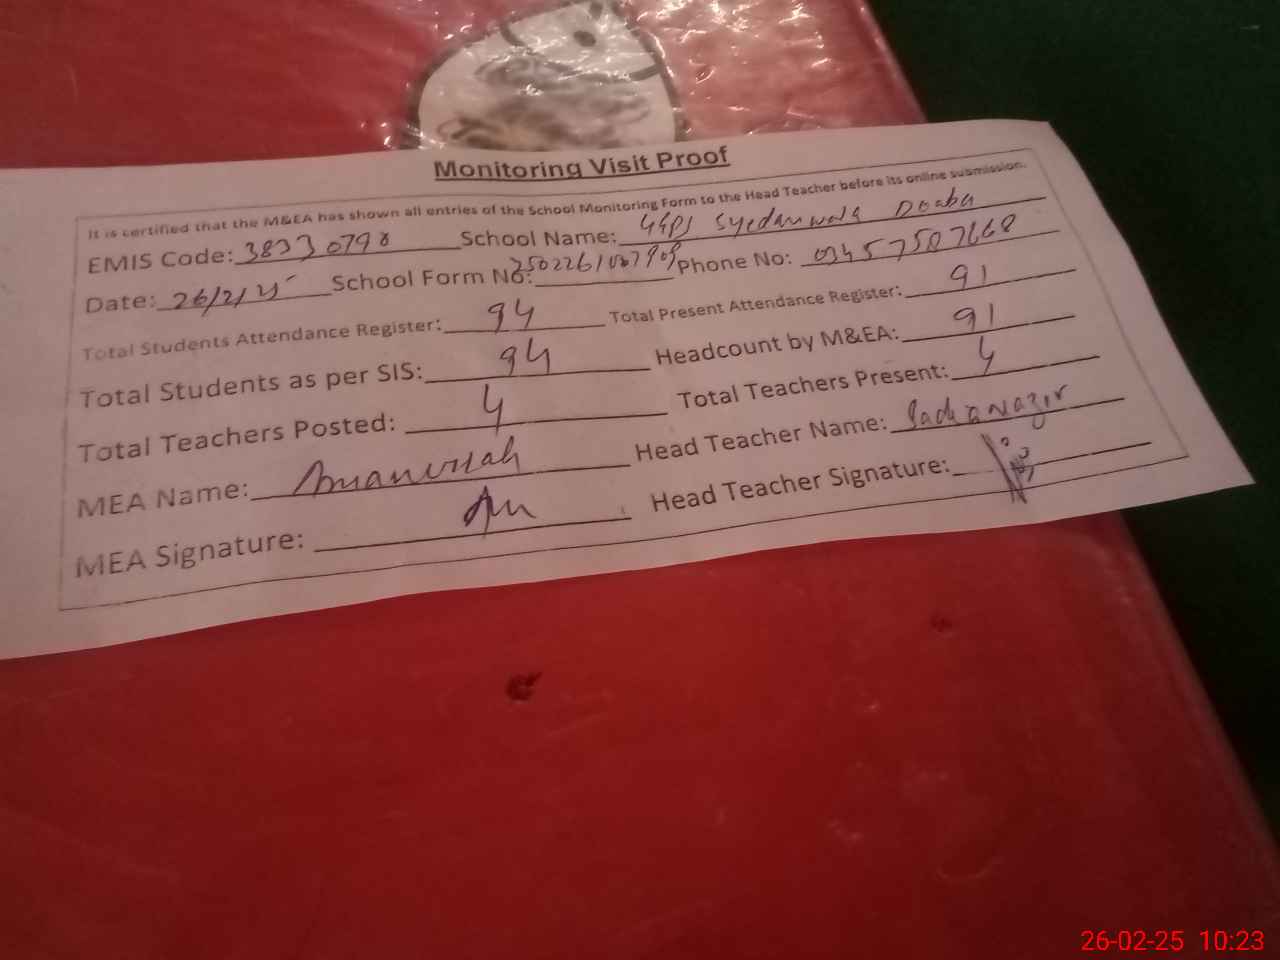 Monitoring Visit Proof
It is certified that the M&EA has shown all entries of the School Monitoring Form to the Head Teacher before its online submission.
EMIS Code: 38330798 School Name: GGPS Syedanwala Doaba
Date: 26/2/25 School Form No: Phone No: 03457507668
Total Students Attendance Register: 94 Total Present Attendance Register: 91
Total Students as per SIS: 94 Headcount by M&EA: 91
Total Teachers Posted: 4 Total Teachers Present: 4
MEA Name: Amanullah Head Teacher Name: Nazir
MEA Signature: Head Teacher Signature:
26-02-25 10:23